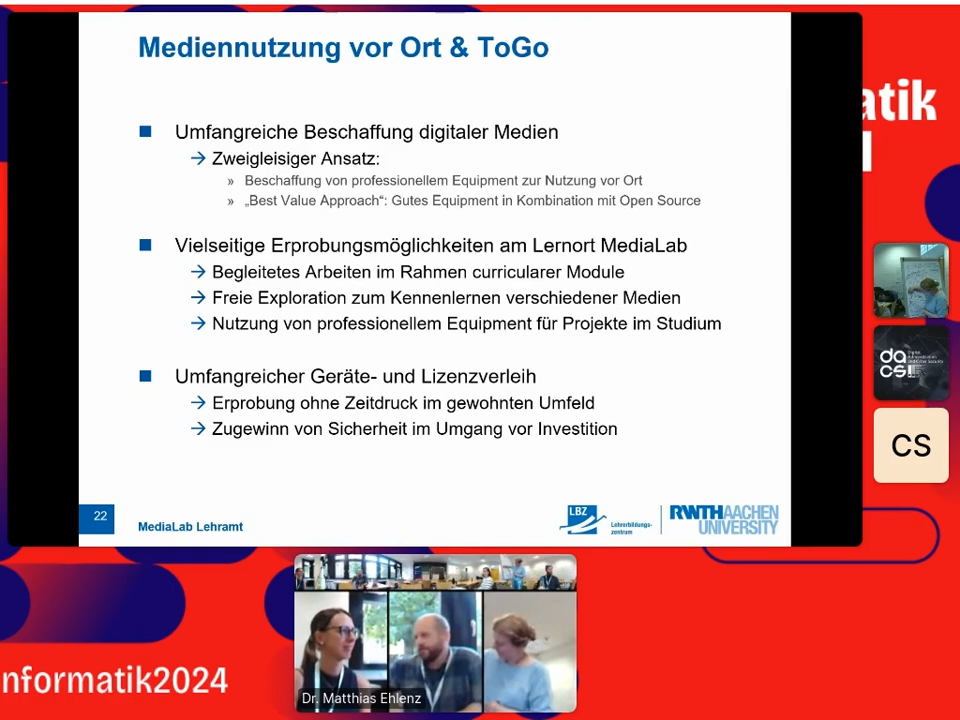 Mediennutzung vor Ort & ToGo
Umfangreiche Beschaffung digitaler Medien
→ Zweigleisiger Ansatz:
» Beschaffung von professionellem Equipment zur Nutzung vor Ort
» „Best Value Approach“: Gutes Equipment in Kombination mit Open Source
Vielseitige Erprobungsmöglichkeiten am Lernort MediaLab
→ Begleitetes Arbeiten im Rahmen curricularer Module
→ Freie Exploration zum Kennenlernen verschiedener Medien
→ Nutzung von professionellem Equipment für Projekte im Studium
Umfangreicher Geräte- und Lizenzverleih
→ Erprobung ohne Zeitdruck im gewohnten Umfeld
→ Zugewinn von Sicherheit im Umgang vor Investition
22
MediaLab Lehramt
LBZ
Lehrerbildungs-
zentrum
RWTHAACHEN
UNIVERSITY
atik
da
cs
CS
Dr. Matthias Ehlenz
nformatik2024